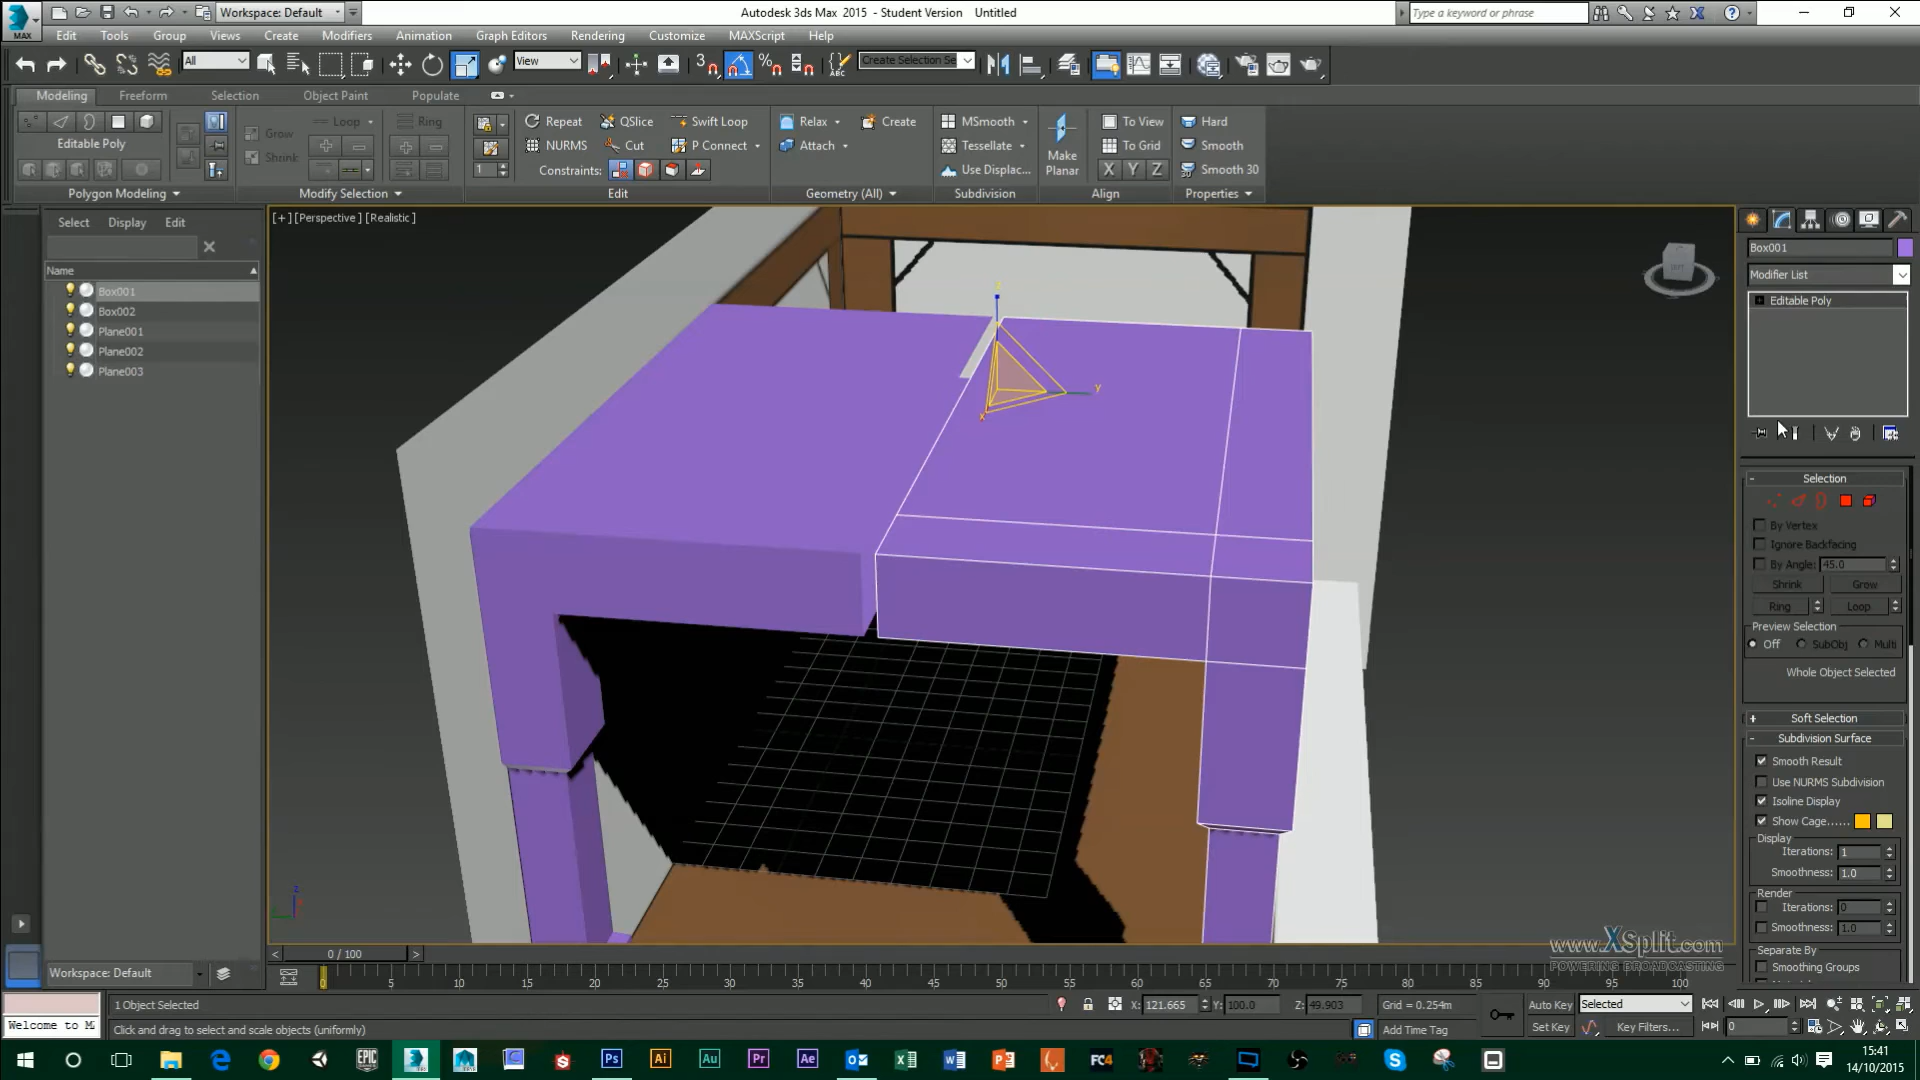 Workspace: Default
Autodesk 3ds Max 2015 - Student Version Untitled
Type a keyword or phrase
MAX
Edit Tools Group Views Create Modifiers Animation Graph Editors Rendering Customize MAXScript Help
All
View
Create Selection Se
Modeling Freeform Selection Object Paint Populate
Grow
Loop
Ring
Repeat QSlice Swift Loop
Relax Create
MSmooth
To View
Hard
Editable Poly
Shrink
NURMS Cut P Connect
Attach
Tessellate
Make Planar
To Grid
Smooth
1
Constraints:
Use Displac...
X Y Z
Smooth 30
Polygon Modeling
Modify Selection
Edit
Geometry (All)
Subdivision
Align
Properties
Select Display Edit
Name
Box001
Box002
Plane001
Plane002
Plane003
[+] [Perspective] [Realistic]
z
y
x
Box001
Modifier List
Editable Poly
Selection
By Vertex
Ignore Backfacing
By Angle: 45.0
Shrink Grow
Ring Loop
Preview Selection
Off SubObj Multi
Whole Object Selected
Soft Selection
Subdivision Surface
Smooth Result
Use NURMS Subdivision
Isoline Display
Show Cage......
Display
Iterations: 1
Smoothness: 1.0
Render
Iterations: 0
Smoothness: 1.0
Separate By
Smoothing Groups
www.XSplit.com
POWERING BROADCASTING
0 / 100
Workspace: Default
0 5 10 15 20 25 30 35 40 45 50 55 60 65 70 75 80 85 90 95 100
1 Object Selected
X: 121.665 Y: 100.0 Z: 49.903
Grid = 0.254m
Auto Key
Selected
Welcome to M
Click and drag to select and scale objects (uniformly)
Add Time Tag
Set Key
Key Filters...
0
EPIC
Ps Ai Au Pr Ae
FC4
15:41
14/10/2015